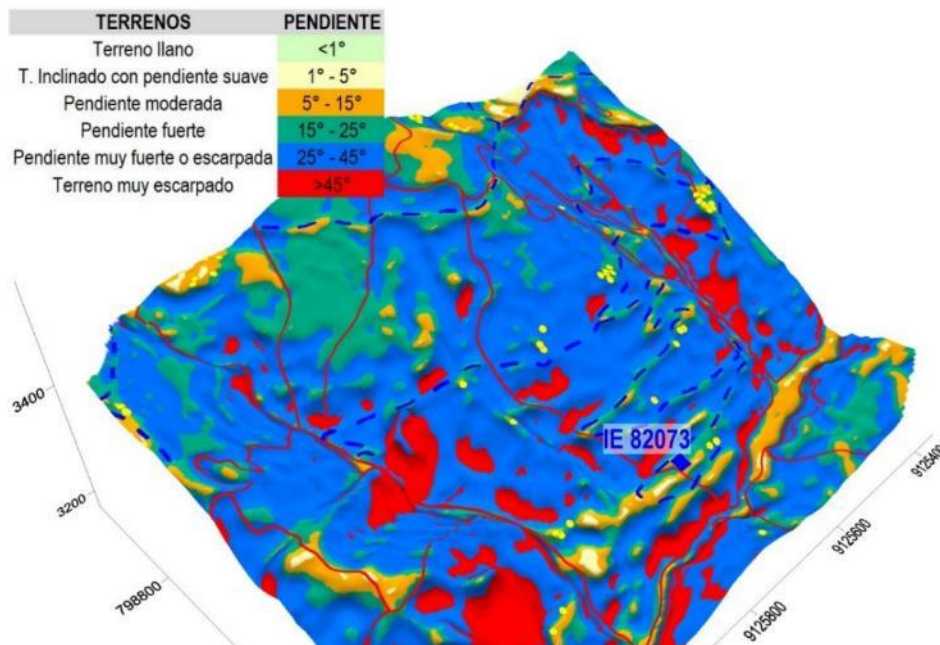 TERRENOS PENDIENTE
Terreno llano <1°
T. Inclinado con pendiente suave 1° - 5°
Pendiente moderada 5° - 15°
Pendiente fuerte 15° - 25°
Pendiente muy fuerte o escarpada 25° - 45°
Terreno muy escarpado >45°
IE 82073
3400
3200
798800
9125400
9125600
9125800